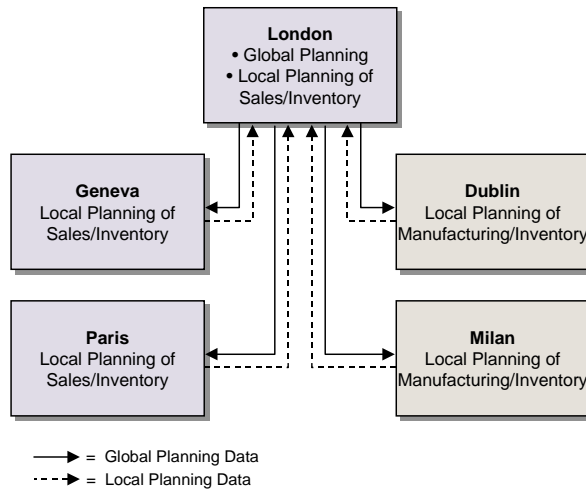 London
• Global Planning
• Local Planning of
Sales/Inventory
Geneva
Local Planning of
Sales/Inventory
Dublin
Local Planning of
Manufacturing/Inventory
Paris
Local Planning of
Sales/Inventory
Milan
Local Planning of
Manufacturing/Inventory
= Global Planning Data
= Local Planning Data